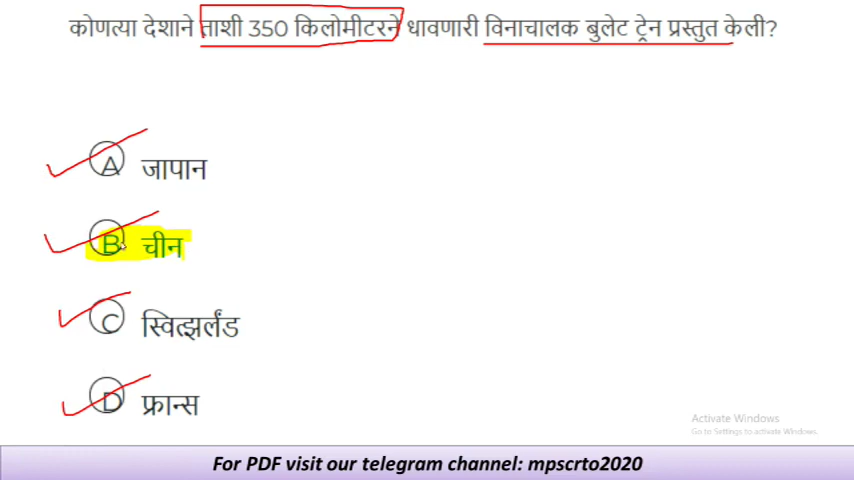 कोणत्या देशाने ताशी 350 किलोमीटरने धावणारी विनाचालक बुलेट ट्रेन प्रस्तुत केली?
A जापान
B चीन
C स्वित्झर्लंड
D फ्रान्स
Activate Windows
Go to Settings to activate Windows.
For PDF visit our telegram channel: mpscrto2020